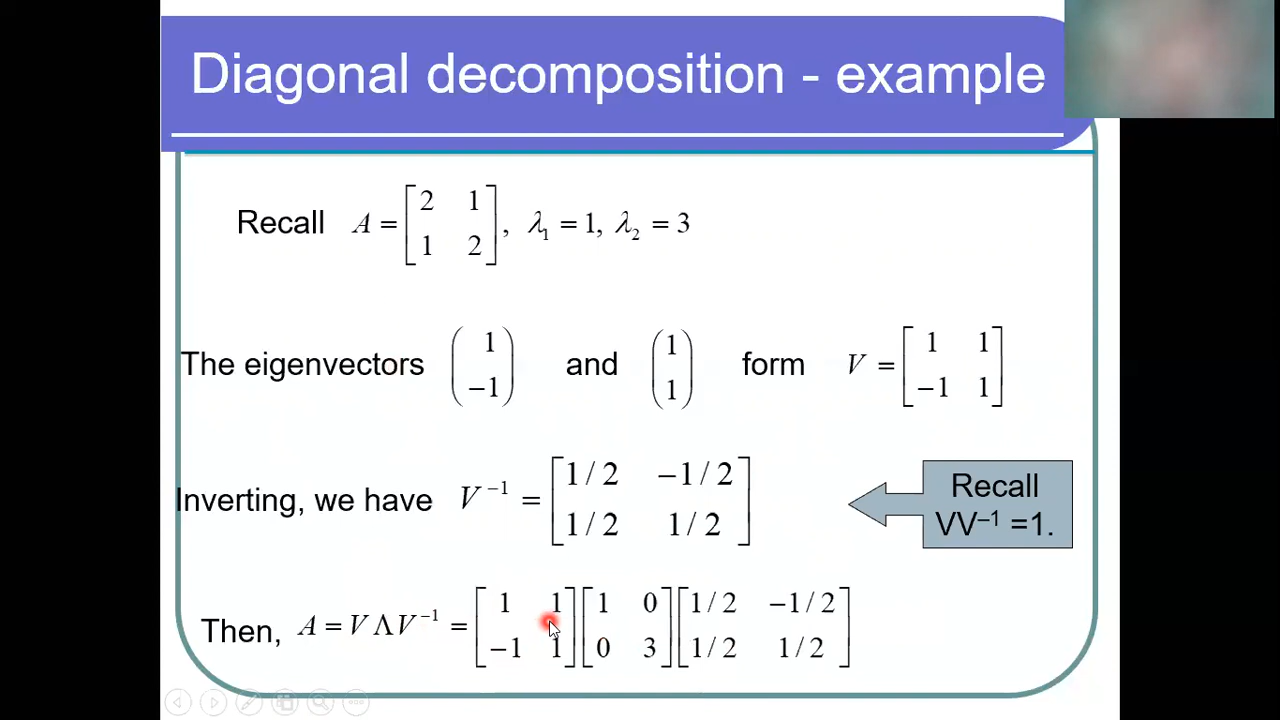 Diagonal decomposition - example
Recall A = [2 1; 1 2], λ₁ = 1, λ₂ = 3
The eigenvectors (1; −1) and (1; 1) form V = [1 1; −1 1]
Inverting, we have V⁻¹ = [1/2 −1/2; 1/2 1/2]
Recall
VV⁻¹ =1.
Then, A = VΛV⁻¹ = [1 1; −1 1][1 0; 0 3][1/2 −1/2; 1/2 1/2]